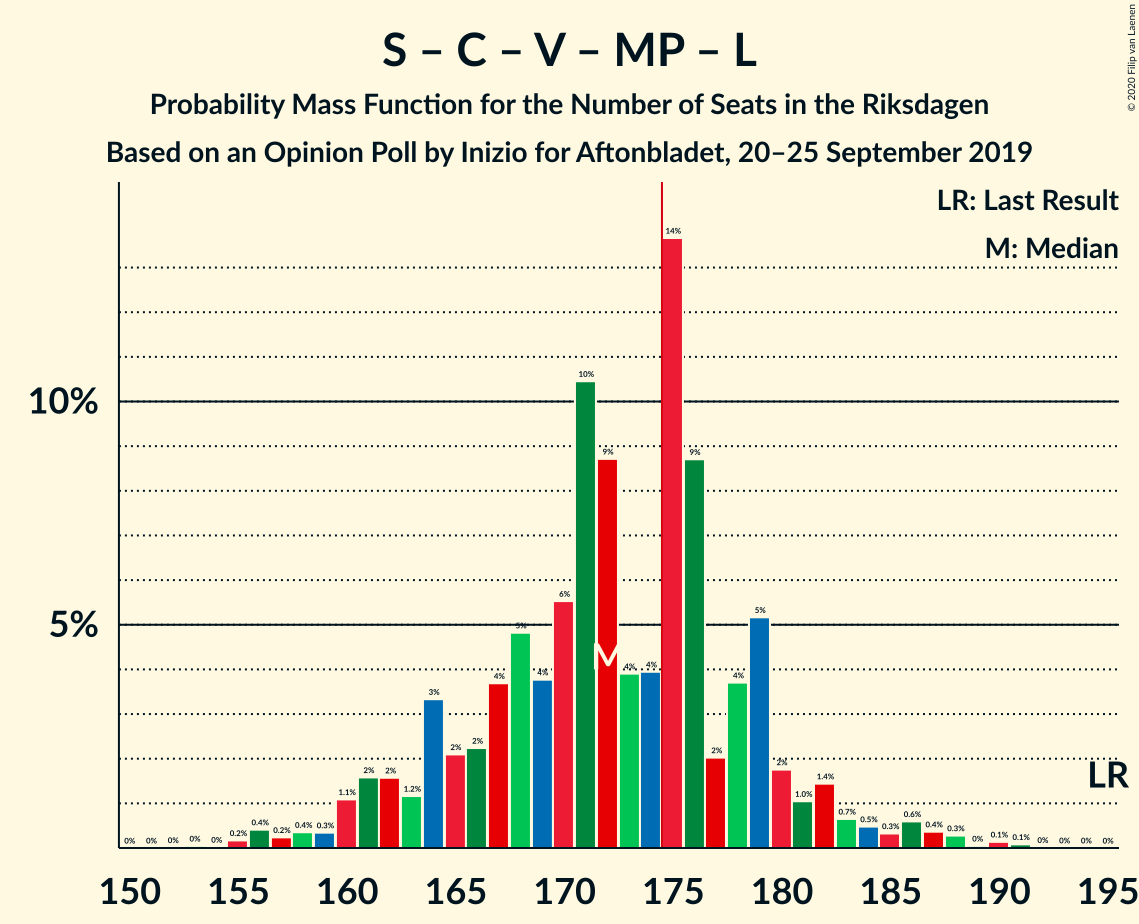 S – C – V – MP – L
Probability Mass Function for the Number of Seats in the Riksdagen
Based on an Opinion Poll by Inizio for Aftonbladet, 20–25 September 2019
© 2020 Filip van Laenen
LR: Last Result
M: Median
10%
5%
0% 0% 0% 0% 0% 0.2% 0.4% 0.2% 0.4% 0.3% 1.1% 2% 2% 1.2% 3% 2% 2% 4% 5% 4% 6% 10% 9% 4% 4% 14% 9% 2% 4% 5% 2% 1.0% 1.4% 0.7% 0.5% 0.3% 0.6% 0.4% 0.3% 0% 0.1% 0.1% 0% 0% 0% 0%
M
LR
150 155 160 165 170 175 180 185 190 195